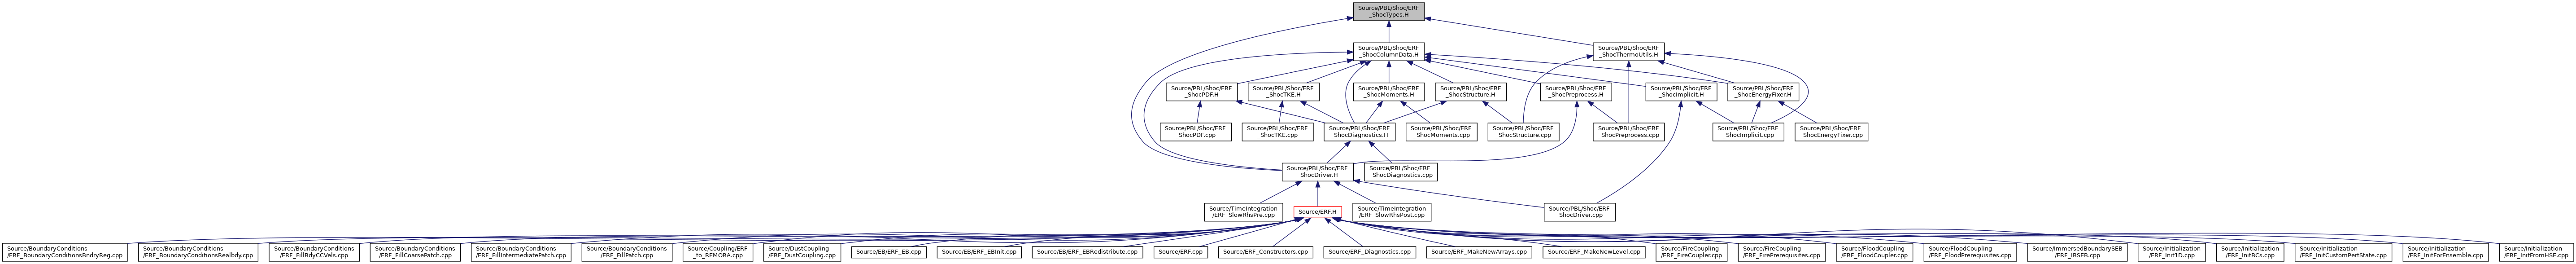 Source/PBL/Shoc/ERF
_ShocTypes.H
Source/PBL/Shoc/ERF
_ShocColumnData.H
Source/PBL/Shoc/ERF
_ShocThermoUtils.H
Source/PBL/Shoc/ERF
_ShocPDF.H
Source/PBL/Shoc/ERF
_ShocTKE.H
Source/PBL/Shoc/ERF
_ShocMoments.H
Source/PBL/Shoc/ERF
_ShocStructure.H
Source/PBL/Shoc/ERF
_ShocPreprocess.H
Source/PBL/Shoc/ERF
_ShocImplicit.H
Source/PBL/Shoc/ERF
_ShocEnergyFixer.H
Source/PBL/Shoc/ERF
_ShocPDF.cpp
Source/PBL/Shoc/ERF
_ShocTKE.cpp
Source/PBL/Shoc/ERF
_ShocDiagnostics.H
Source/PBL/Shoc/ERF
_ShocMoments.cpp
Source/PBL/Shoc/ERF
_ShocStructure.cpp
Source/PBL/Shoc/ERF
_ShocPreprocess.cpp
Source/PBL/Shoc/ERF
_ShocImplicit.cpp
Source/PBL/Shoc/ERF
_ShocEnergyFixer.cpp
Source/PBL/Shoc/ERF
_ShocDriver.H
Source/PBL/Shoc/ERF
_ShocDiagnostics.cpp
Source/TimeIntegration
/ERF_SlowRhsPre.cpp
Source/ERF.H
Source/TimeIntegration
/ERF_SlowRhsPost.cpp
Source/PBL/Shoc/ERF
_ShocDriver.cpp
Source/BoundaryConditions
/ERF_BoundaryConditionsBndryReg.cpp
Source/BoundaryConditions
/ERF_BoundaryConditionsRealbdy.cpp
Source/BoundaryConditions
/ERF_FillBdyCCVels.cpp
Source/BoundaryConditions
/ERF_FillCoarsePatch.cpp
Source/BoundaryConditions
/ERF_FillIntermediatePatch.cpp
Source/BoundaryConditions
/ERF_FillPatch.cpp
Source/Coupling/ERF
_to_REMORA.cpp
Source/DustCoupling
/ERF_DustCoupling.cpp
Source/EB/ERF_EB.cpp
Source/EB/ERF_EBInit.cpp
Source/EB/ERF_EBRedistribute.cpp
Source/ERF.cpp
Source/ERF_Constructors.cpp
Source/ERF_Diagnostics.cpp
Source/ERF_MakeNewArrays.cpp
Source/ERF_MakeNewLevel.cpp
Source/FireCoupling
/ERF_FireCoupler.cpp
Source/FireCoupling
/ERF_FirePrerequisites.cpp
Source/FloodCoupling
/ERF_FloodCoupler.cpp
Source/FloodCoupling
/ERF_FloodPrerequisites.cpp
Source/ImmersedBoundarySEB
/ERF_IBSEB.cpp
Source/Initialization
/ERF_Init1D.cpp
Source/Initialization
/ERF_InitBCs.cpp
Source/Initialization
/ERF_InitCustomPertState.cpp
Source/Initialization
/ERF_InitForEnsemble.cpp
Source/Initialization
/ERF_InitFromHSE.cpp